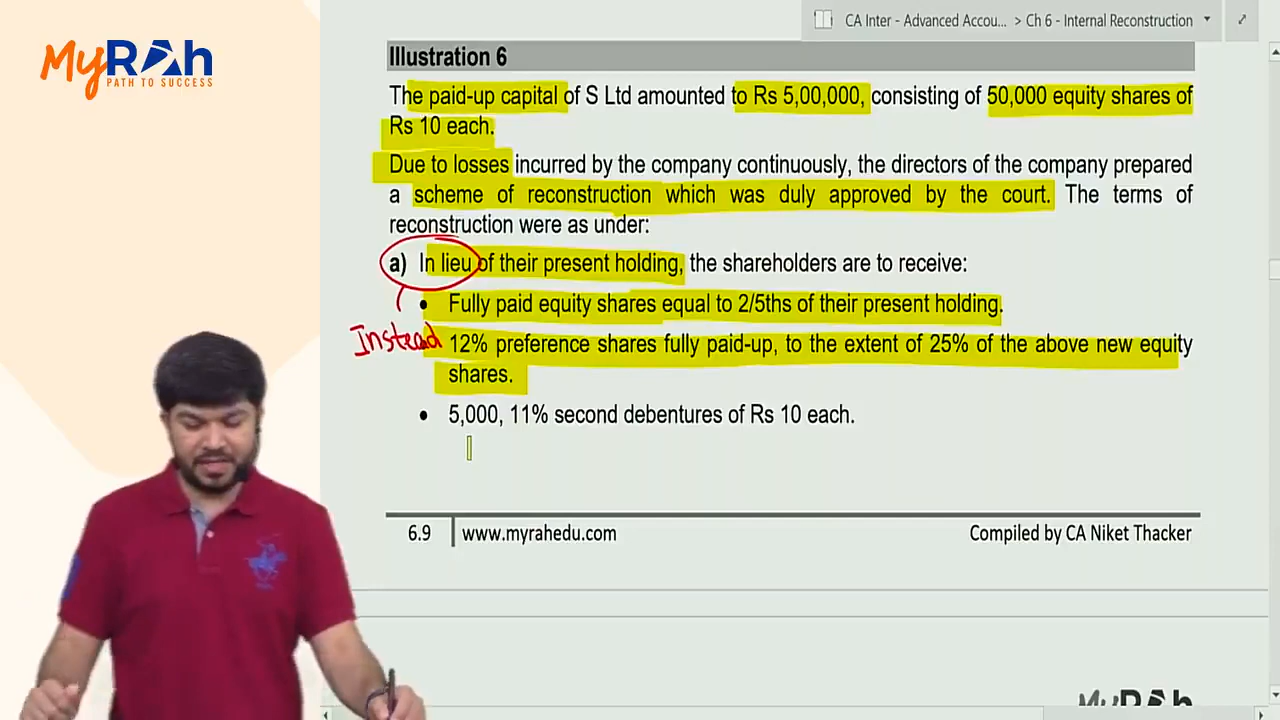 MyRAh
PATH TO SUCCESS
CA Inter - Advanced Accou... > Ch 6 - Internal Reconstruction
Illustration 6
The paid-up capital of S Ltd amounted to Rs 5,00,000, consisting of 50,000 equity shares of
Rs 10 each.
Due to losses incurred by the company continuously, the directors of the company prepared
a scheme of reconstruction which was duly approved by the court. The terms of
reconstruction were as under:
a) In lieu of their present holding, the shareholders are to receive:
• Fully paid equity shares equal to 2/5ths of their present holding.
Instead
12% preference shares fully paid-up, to the extent of 25% of the above new equity
shares.
• 5,000, 11% second debentures of Rs 10 each.
6.9 www.myrahedu.com Compiled by CA Niket Thacker
MyRAh